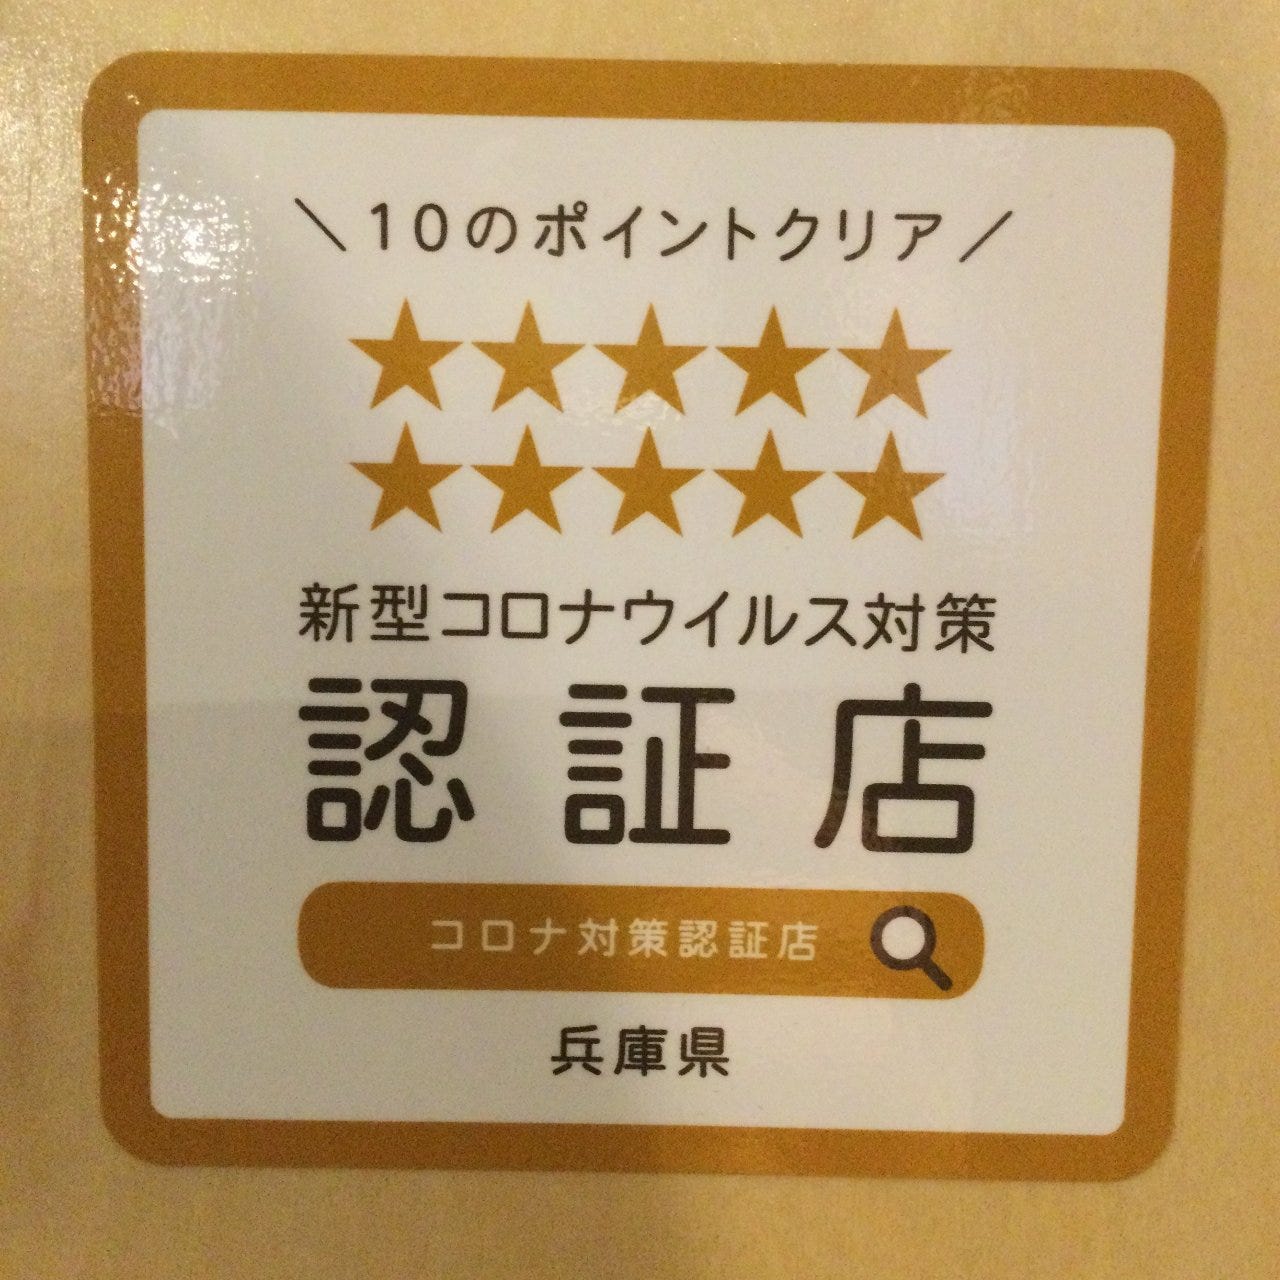 \10のポイントクリア/
★★★★★
★★★★★
新型コロナウイルス対策
認証店
コロナ対策認証店
兵庫県